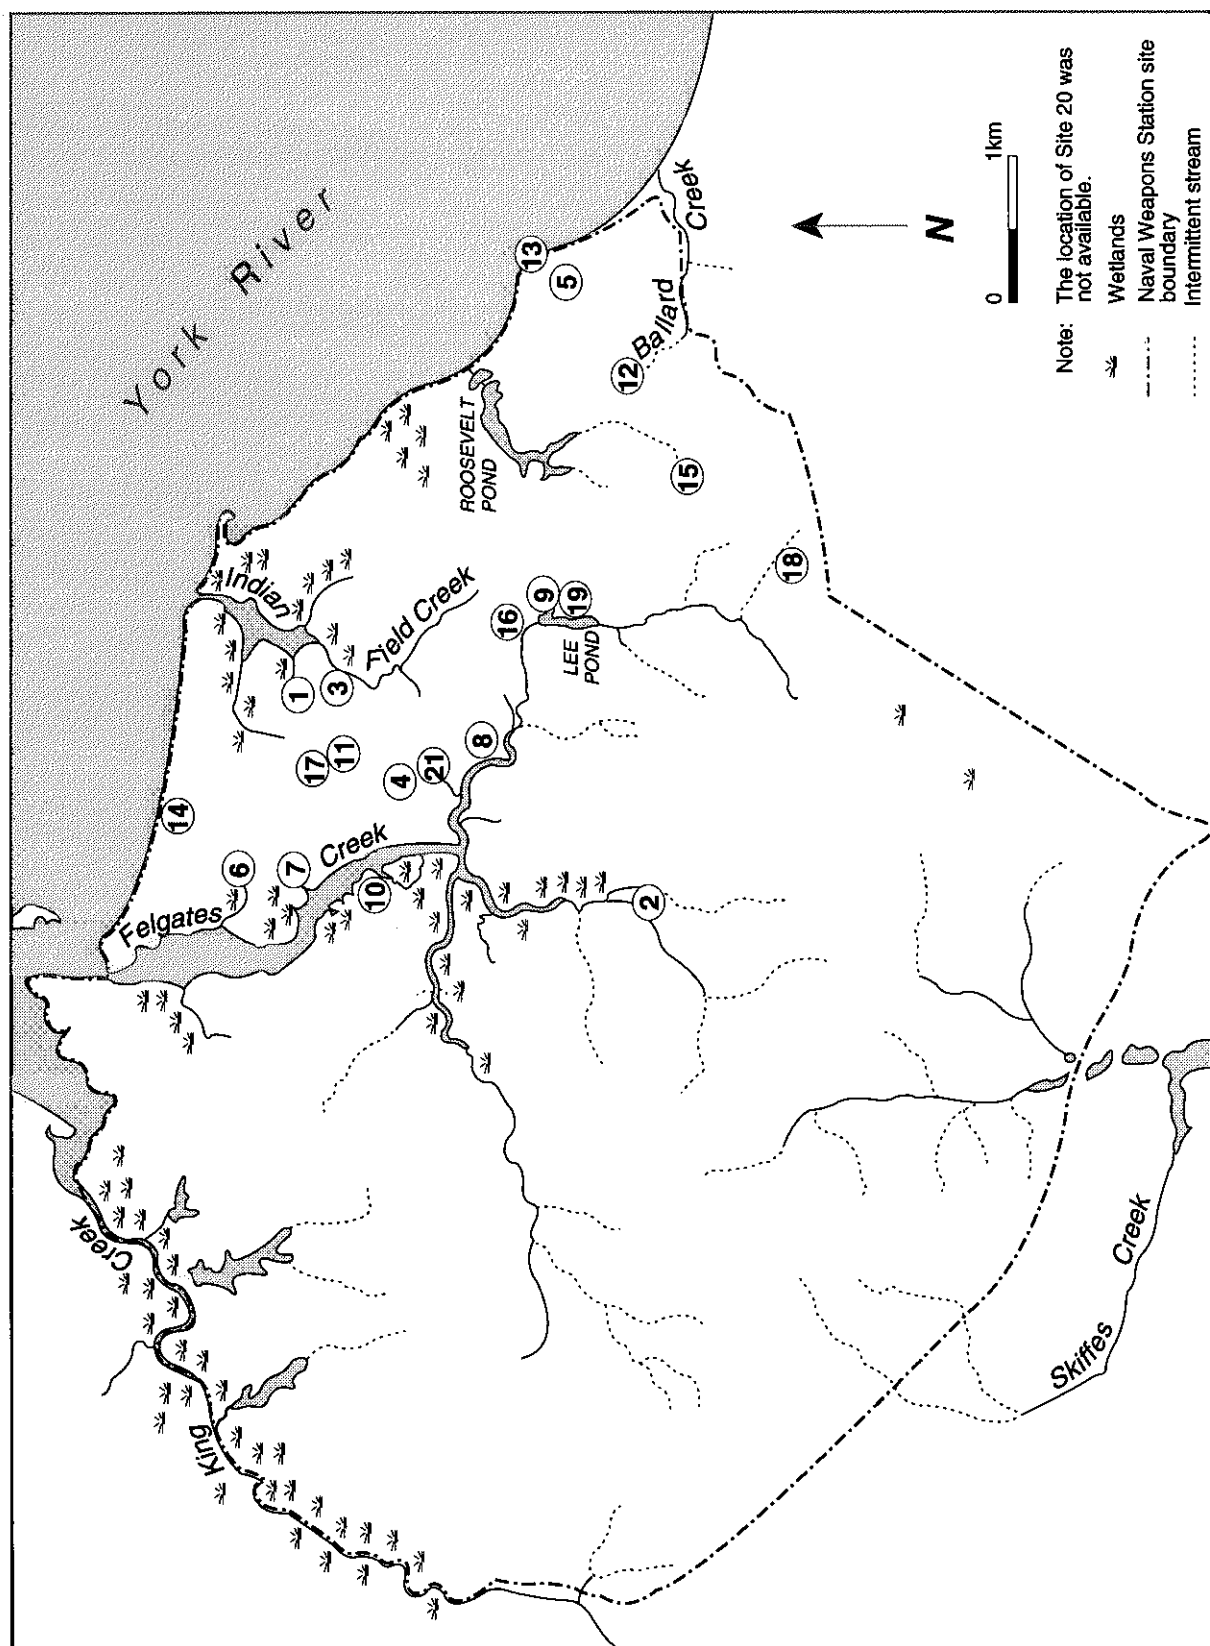 York River
King
Creek
Felgates
Creek
Indian
Field Creek
14
6
7
17
11
1
3
10
4
21
8
ROOSEVELT
POND
16
9
19
LEE
POND
13
5
12
Ballard
Creek
2
15
18
Skiffes
Creek
N
0
1km
Note: The location of Site 20 was
not available.
Wetlands
Naval Weapons Station site
boundary
Intermittent stream